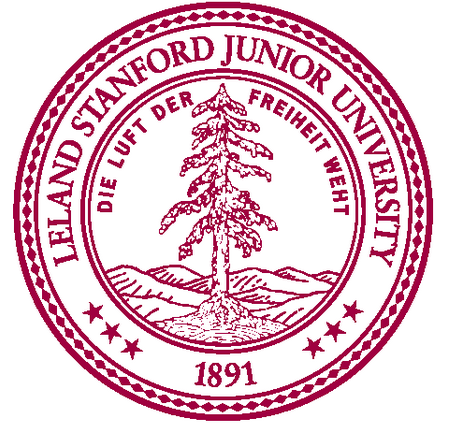 LELAND STANFORD JUNIOR UNIVERSITY
DIE LUFT DER FREIHEIT WEHT
1891